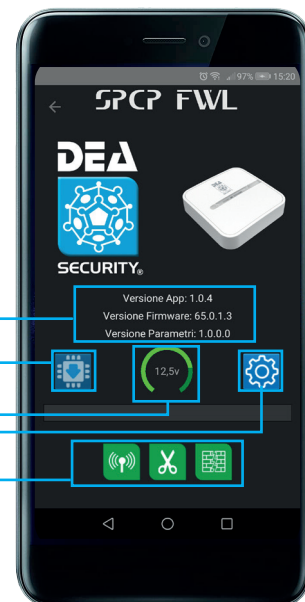 97% 15:20
SPCP FWL
DEA
SECURITY®
Versione App: 1.0.4
Versione Firmware: 65.0.1.3
Versione Parametri: 1.0.0.0
12,5v